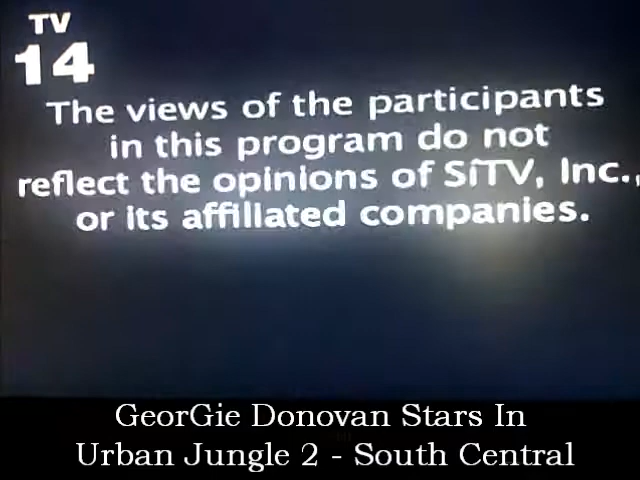 TV
14
The views of the participants
in this program do not
reflect the opinions of SíTV, Inc.,
or its affiliated companies.
GeorGie Donovan Stars In
Urban Jungle 2 - South Central